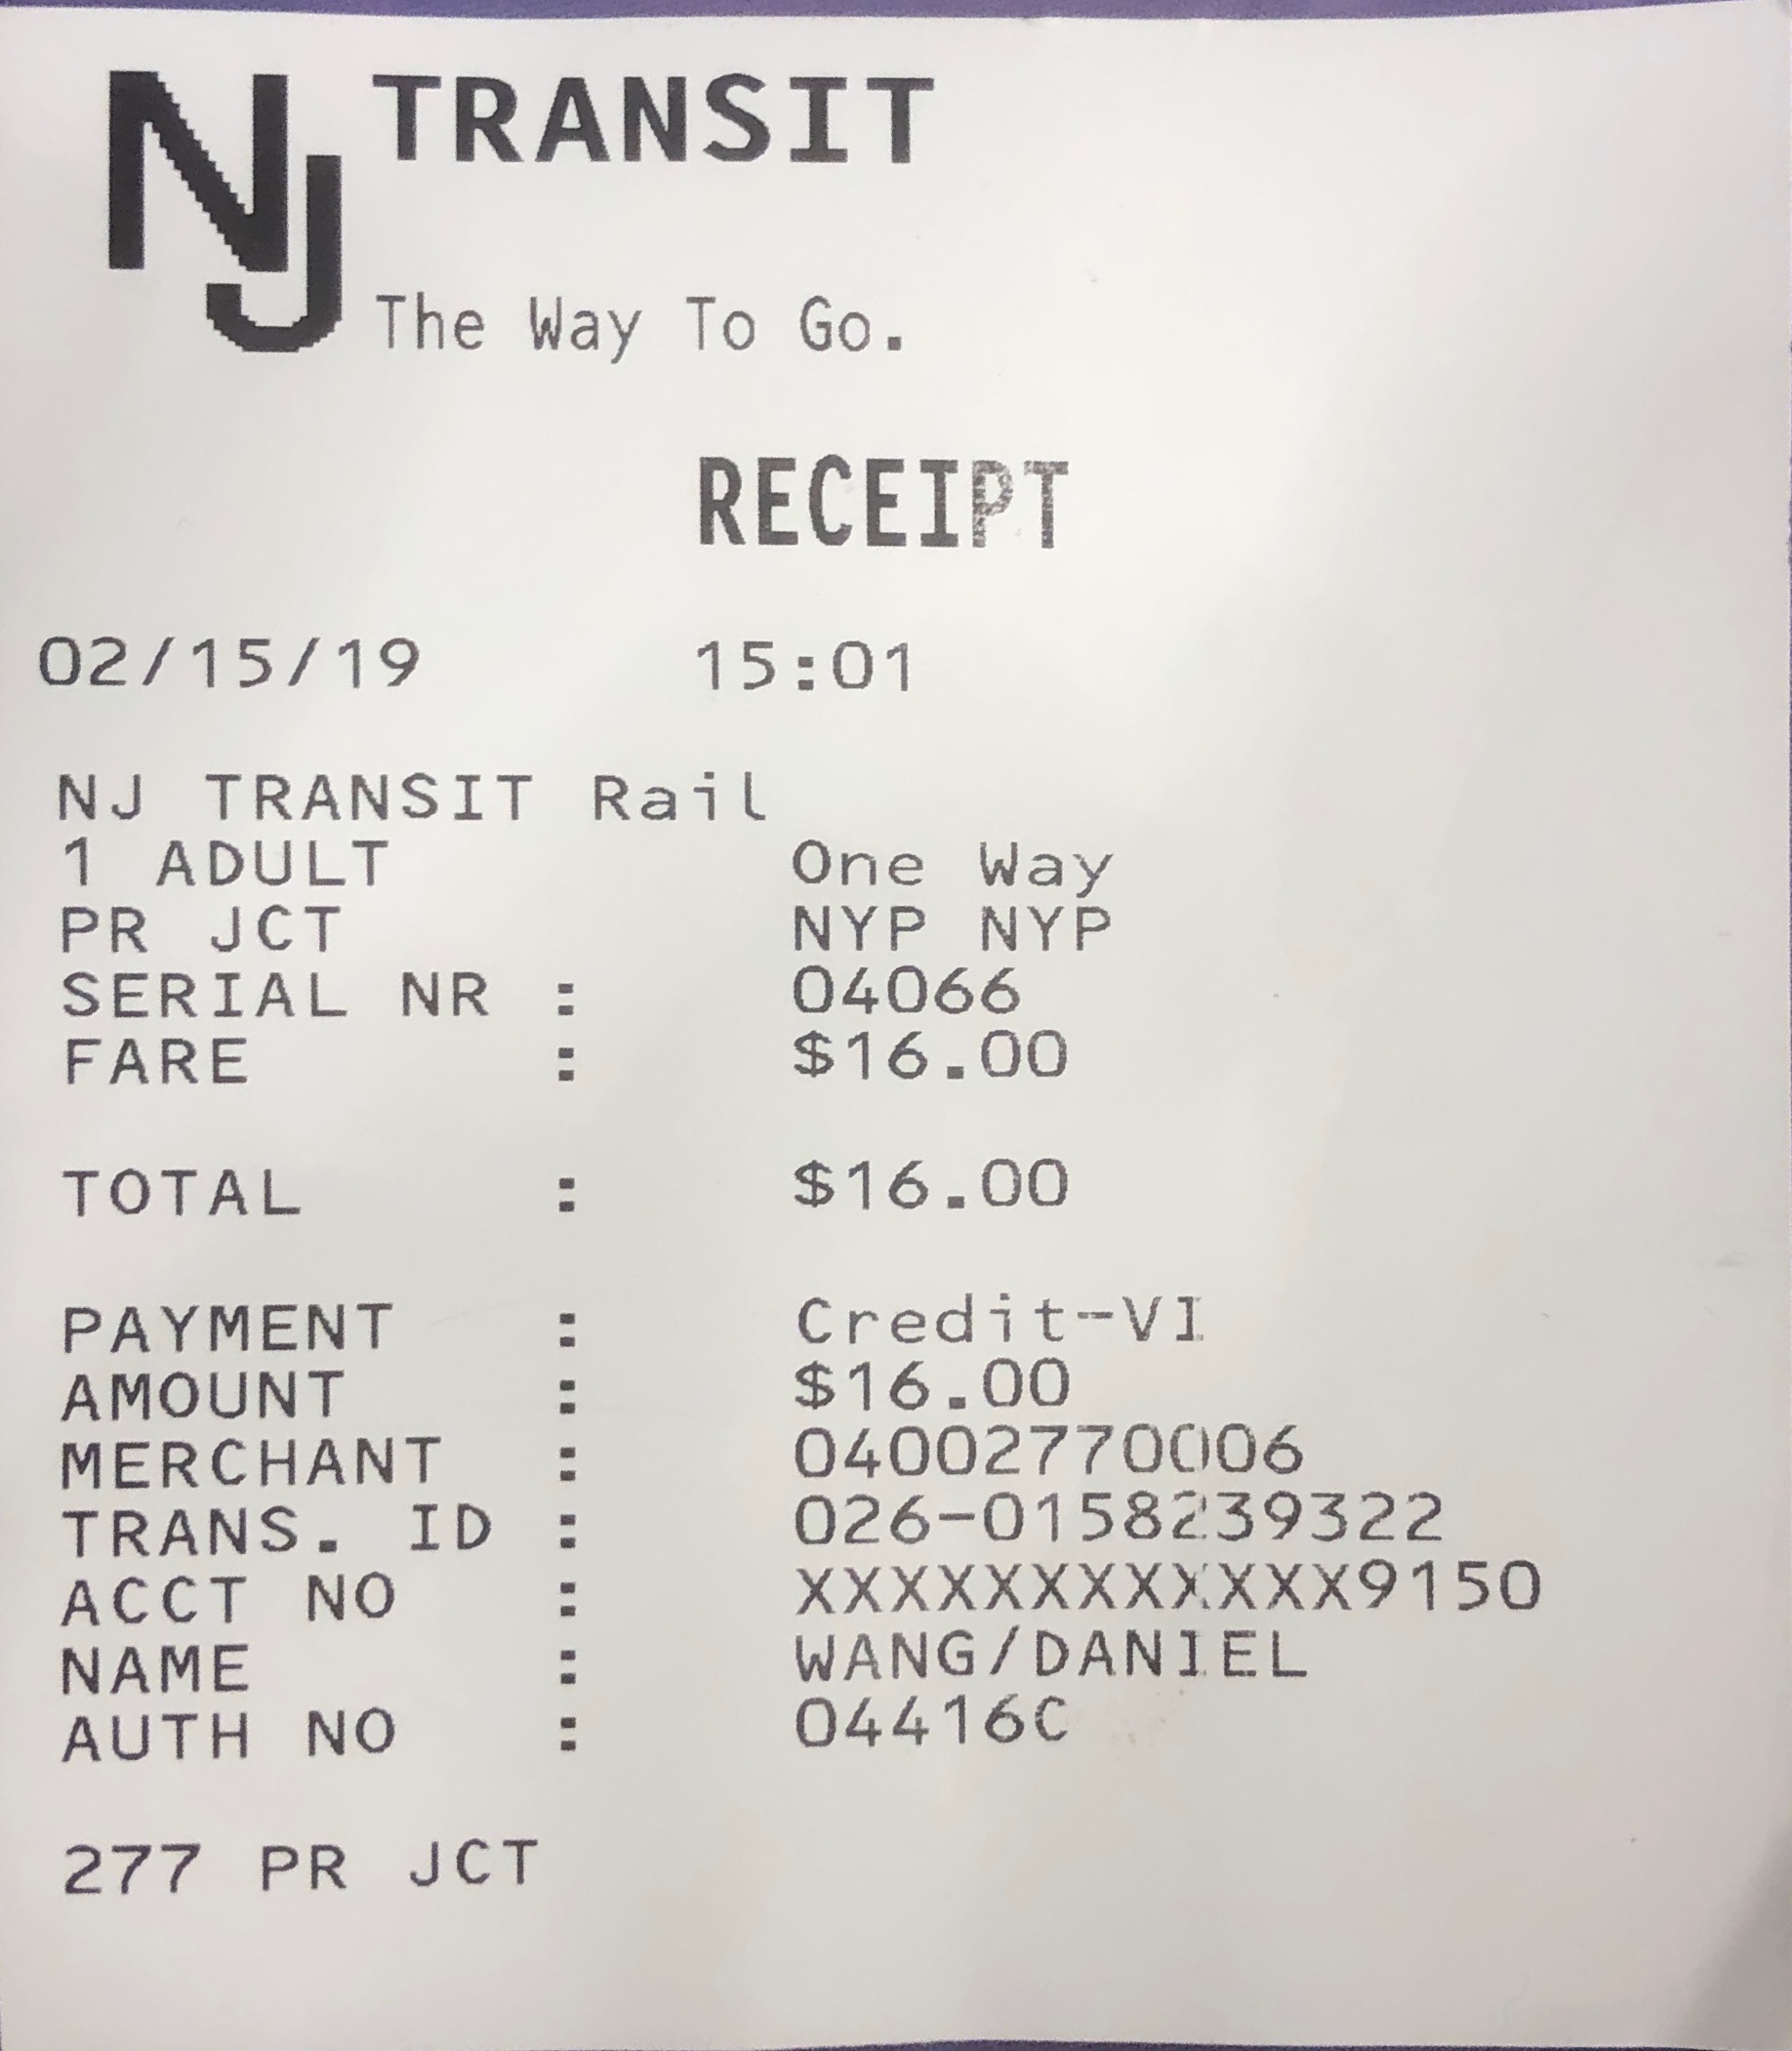 NJ TRANSIT
The Way To Go.
RECEIPT
02/15/19 15:01
NJ TRANSIT Rail
1 ADULT One Way
PR JCT NYP NYP
SERIAL NR : 04066
FARE : $16.00
TOTAL : $16.00
PAYMENT : Credit-VI
AMOUNT : $16.00
MERCHANT : 04002770006
TRANS. ID : 026-0158239322
ACCT NO : XXXXXXXXXXXX9150
NAME : WANG/DANIEL
AUTH NO : 04416C
277 PR JCT